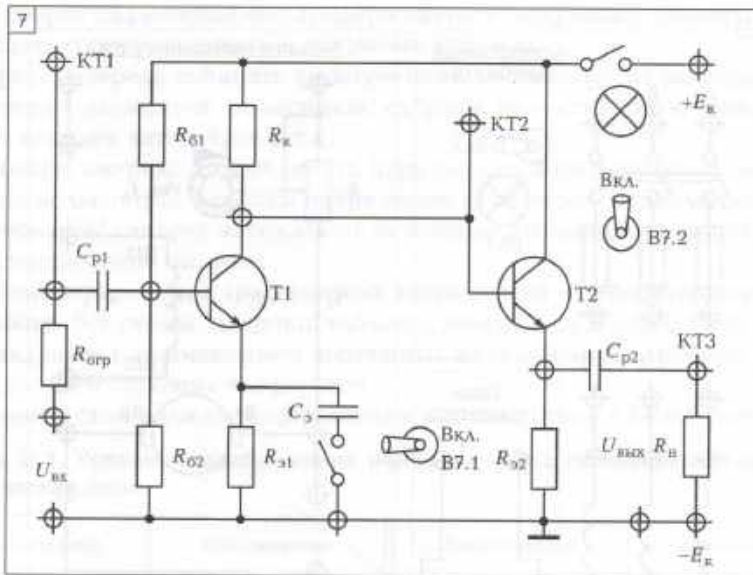 7
КТ1
+Eк
Rб1
Rк
КТ2
Вкл.
В7.2
Cр1
Т1
Т2
Rогр
Cр2
КТ3
Cэ
Вкл.
В7.1
Uвх
Rб2
Rэ1
Rэ2
Uвых
Rн
−Eк